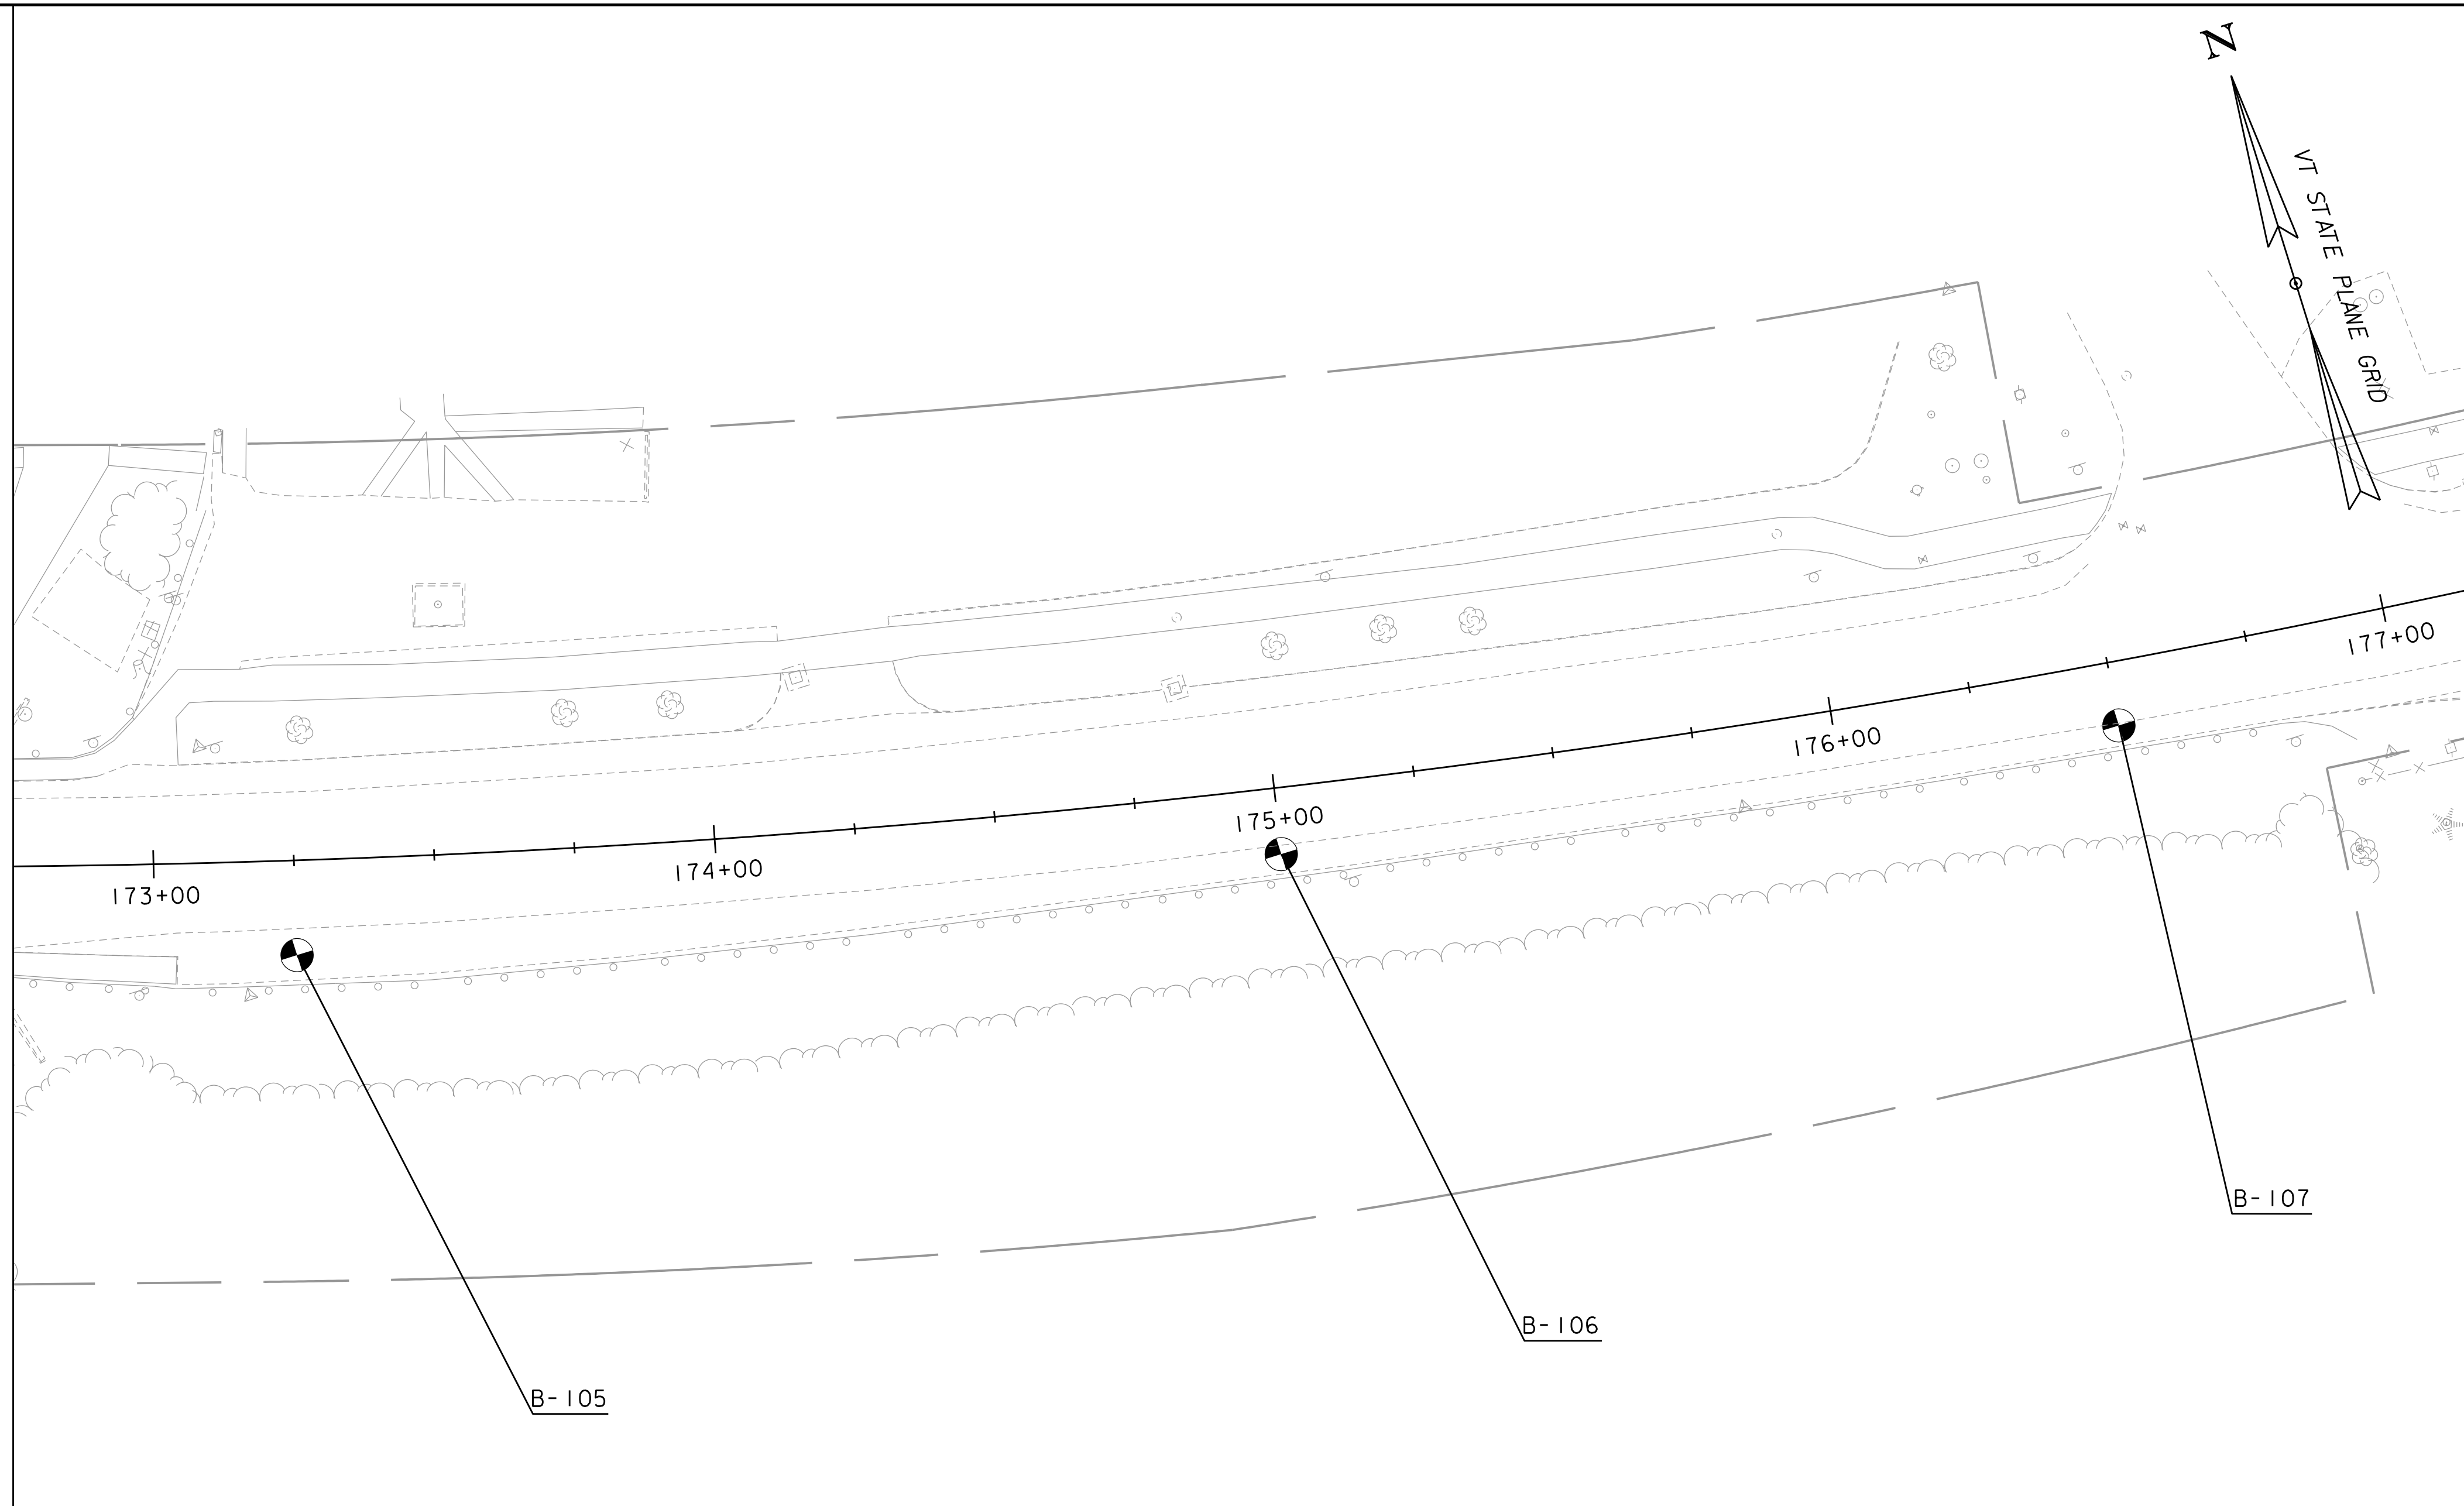 N
VT STATE PLANE GRID
177+00
176+00
175+00
174+00
173+00
B-107
B-106
B-105